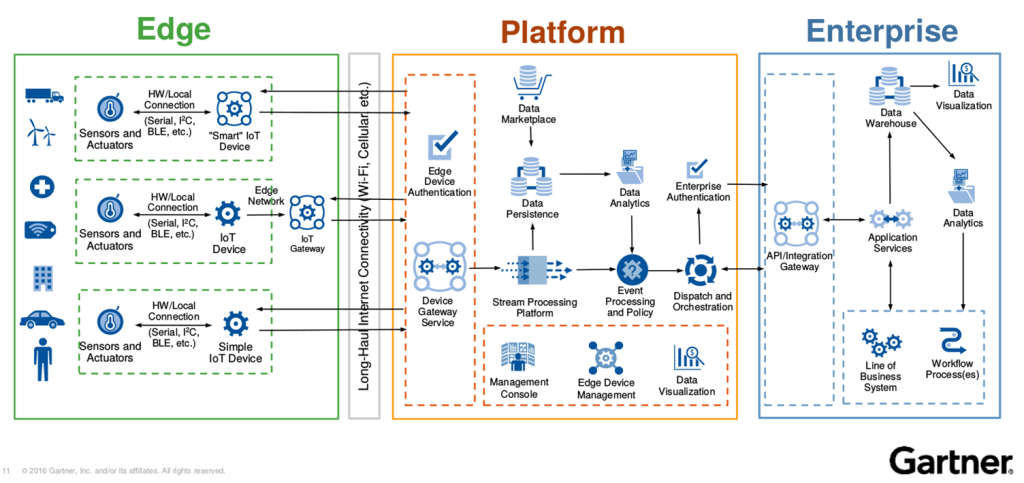 Edge
Platform
Enterprise
HW/Local
Connection
(Serial, I²C,
BLE, etc.)
Sensors and
Actuators
"Smart" IoT
Device
HW/Local
Connection
(Serial, I²C,
BLE, etc.)
Sensors and
Actuators
IoT
Device
Edge
Network
IoT
Gateway
HW/Local
Connection
(Serial, I²C,
BLE, etc.)
Sensors and
Actuators
Simple
IoT Device
Long-Haul Internet Connectivity (Wi-Fi, Cellular etc.)
Edge
Device
Authentication
Device
Gateway
Service
Data
Marketplace
Data
Persistence
Stream Processing
Platform
Data
Analytics
Event
Processing
and Policy
Enterprise
Authentication
Dispatch and
Orchestration
Management
Console
Edge Device
Management
Data
Visualization
API/Integration
Gateway
Data
Warehouse
Data
Visualization
Application
Services
Data
Analytics
Line of
Business
System
Workflow
Process(es)
11 © 2016 Gartner, Inc. and/or its affiliates. All rights reserved.
Gartner®